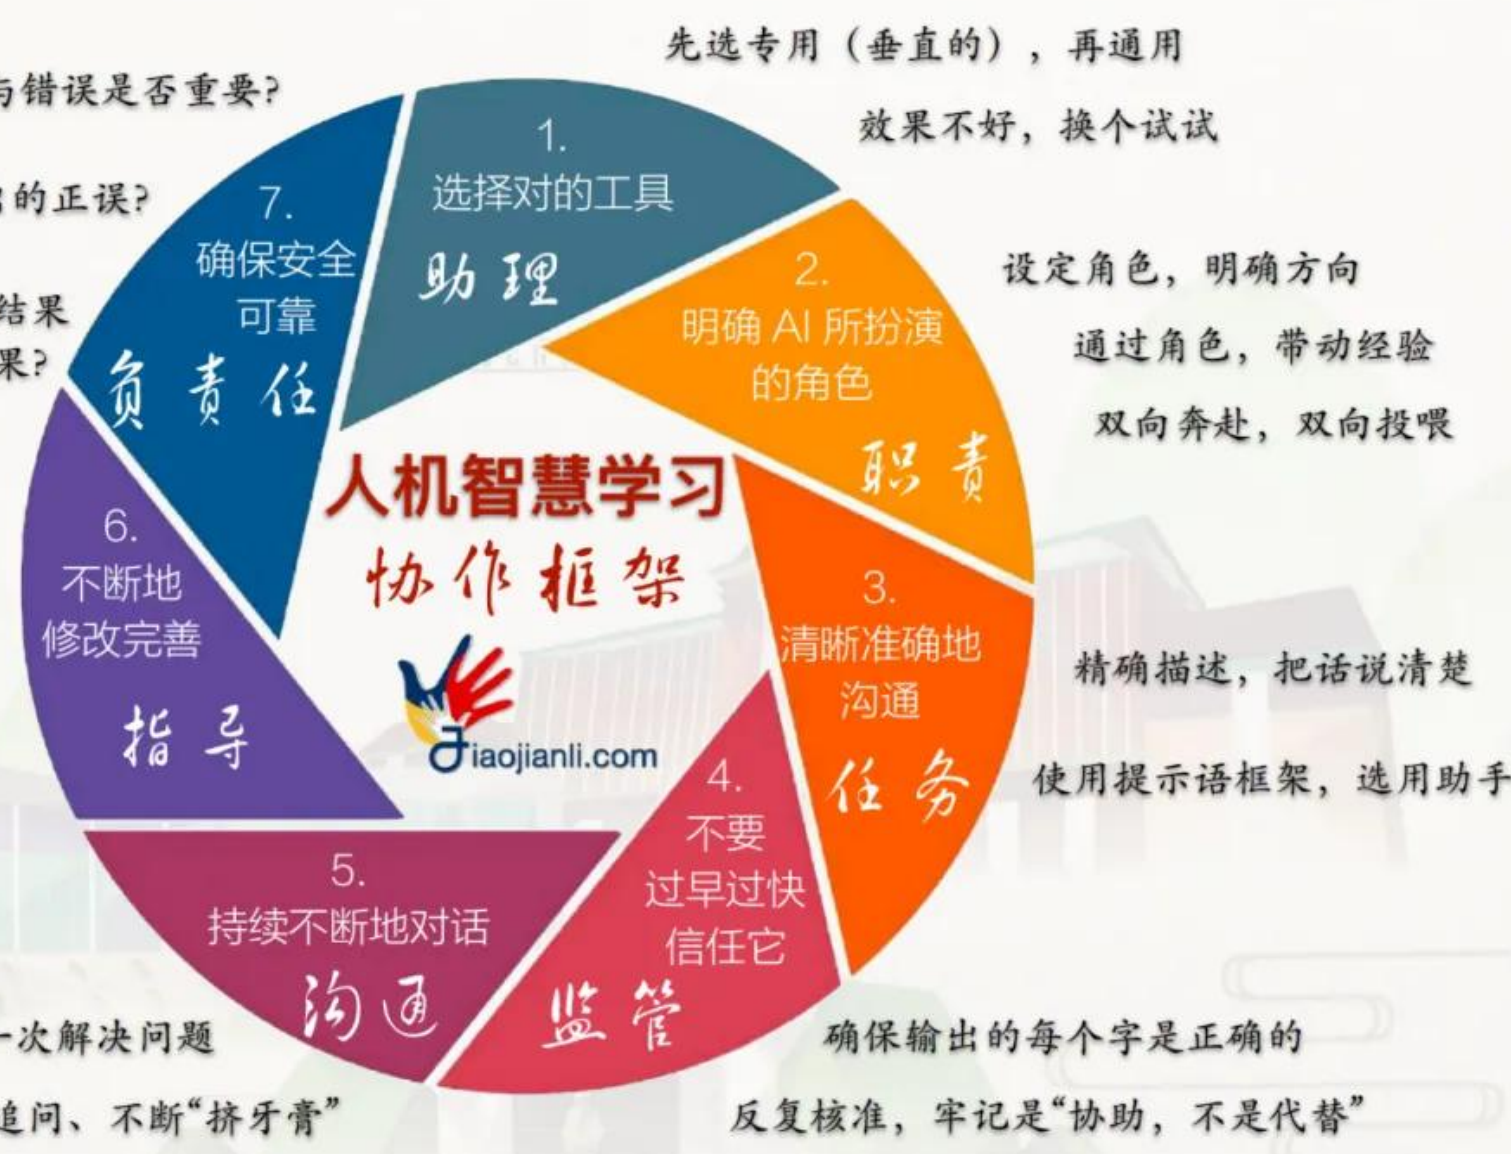 先选专用（垂直的），再通用
效果不好，换个试试
1.
选择对的工具
助理
设定角色，明确方向
通过角色，带动经验
双向奔赴，双向投喂
2.
明确 AI 所扮演
的角色
职责
3.
清晰准确地
沟通
任务
精确描述，把话说清楚
使用提示语框架，选用助手
4.
不要
过早过快
信任它
监管
确保输出的每个字是正确的
反复核准，牢记是“协助，不是代替”
5.
持续不断地对话
沟通
一次解决问题
追问、不断“挤牙膏”
6.
不断地
修改完善
指导
7.
确保安全
可靠
负责任
与错误是否重要?
的正误?
结果
果?
人机智慧学习
协作框架
Jiaojianli.com